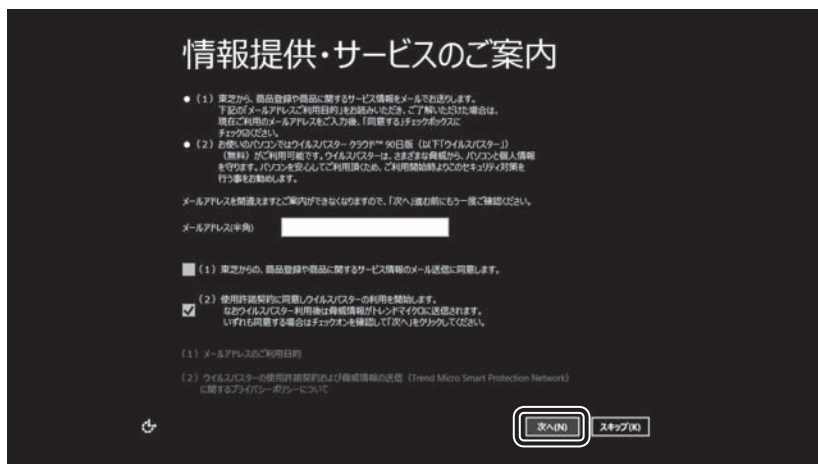 情報提供・サービスのご案内
● (1) 東芝から、商品登録や商品に関するサービス情報をメールでお送りします。
下記の「メールアドレスご利用目的」をお読みいただき、ご了解いただけた場合は、
現在ご利用のメールアドレスをご入力後、「同意する」チェックボックスに
チェックください。
● (2) お使いのパソコンではウイルスバスター クラウド™ 90日版 (以下「ウイルスバスター」)
(無料) がご利用可能です。ウイルスバスターは、さまざまな脅威から、パソコンと個人情報
を守ります。パソコンを安心してご利用頂くため、ご利用開始時よりこのセキュリティ対策を
行う事をお勧めします。
メールアドレスを間違えますとご案内ができなくなりますので、「次へ」進む前にもう一度ご確認ください。
メールアドレス(半角)
(1) 東芝からの、商品登録や商品に関するサービス情報のメール送信に同意します。
(2) 使用許諾契約に同意しウイルスバスターの利用を開始します。
なおウイルスバスター利用後は脅威情報がトレンドマイクロに送信されます。
いずれも同意する場合はチェックオンを確認して「次へ」をクリックしてください。
(1) メールアドレスのご利用目的
(2) ウイルスバスターの使用許諾契約および脅威情報の送信 (Trend Micro Smart Protection Network)
に関するプライバシーポリシーについて
次へ(N) スキップ(K)